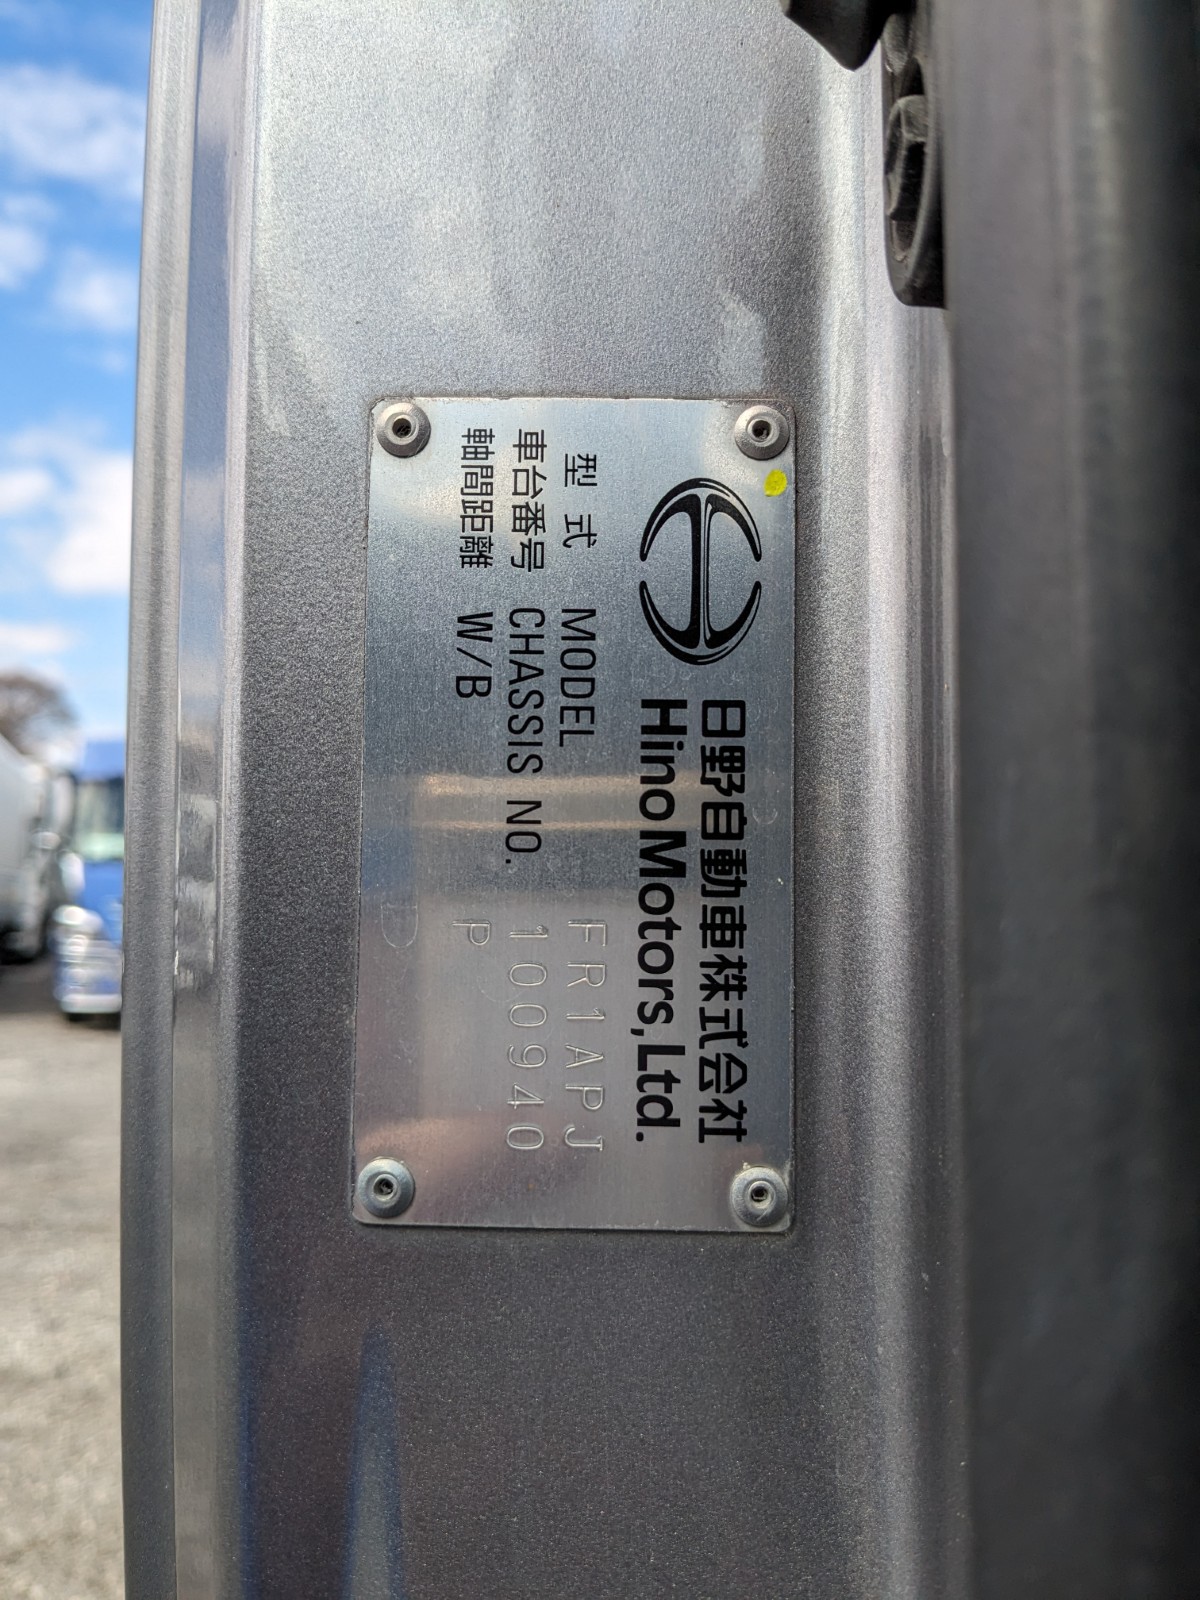 日野自動車株式会社
Hino Motors, Ltd.
型式 MODEL FR1APJ
車台番号 CHASSIS NO. 100940
軸間距離 W/B P
D